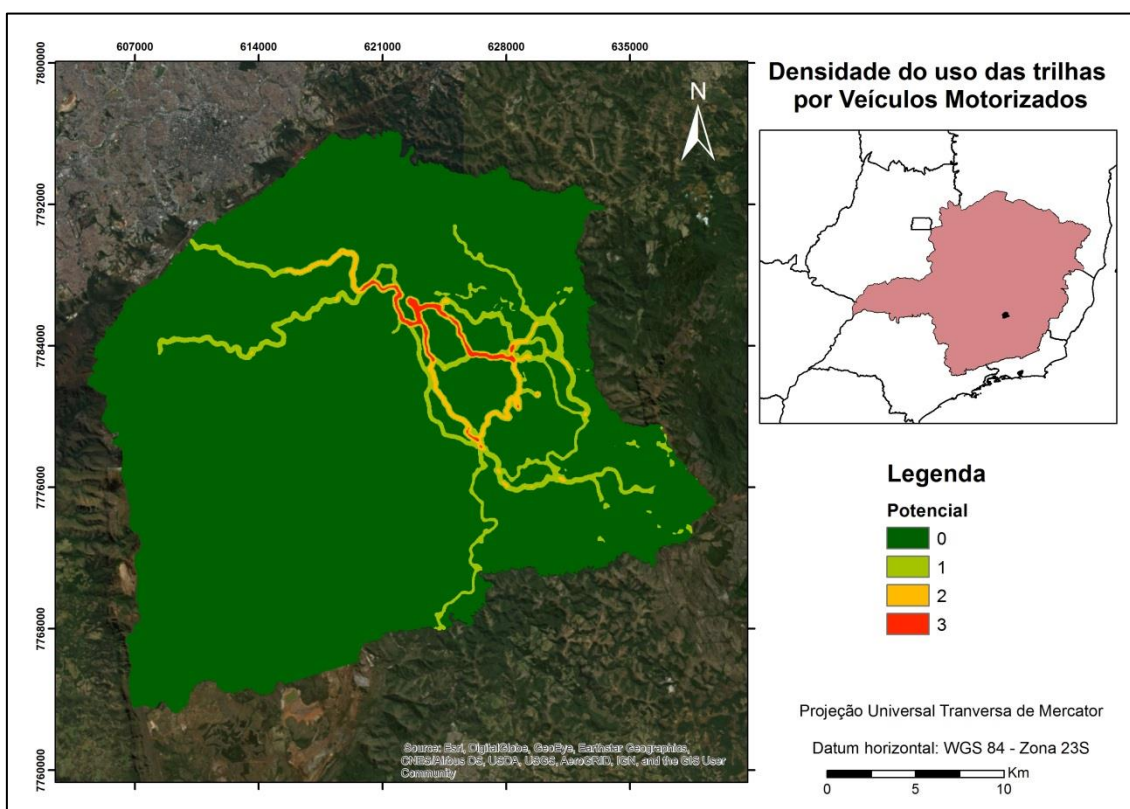 607000
614000
621000
628000
635000
7800000
7792000
7784000
7776000
7768000
7760000
N
Source: Esri, DigitalGlobe, GeoEye, Earthstar Geographics,
CNES/Airbus DS, USDA, USGS, AeroGRID, IGN, and the GIS User
Community
Densidade do uso das trilhas
por Veículos Motorizados
Legenda
Potencial
0
1
2
3
Projeção Universal Tranversa de Mercator
Datum horizontal: WGS 84 - Zona 23S
Km
0 5 10